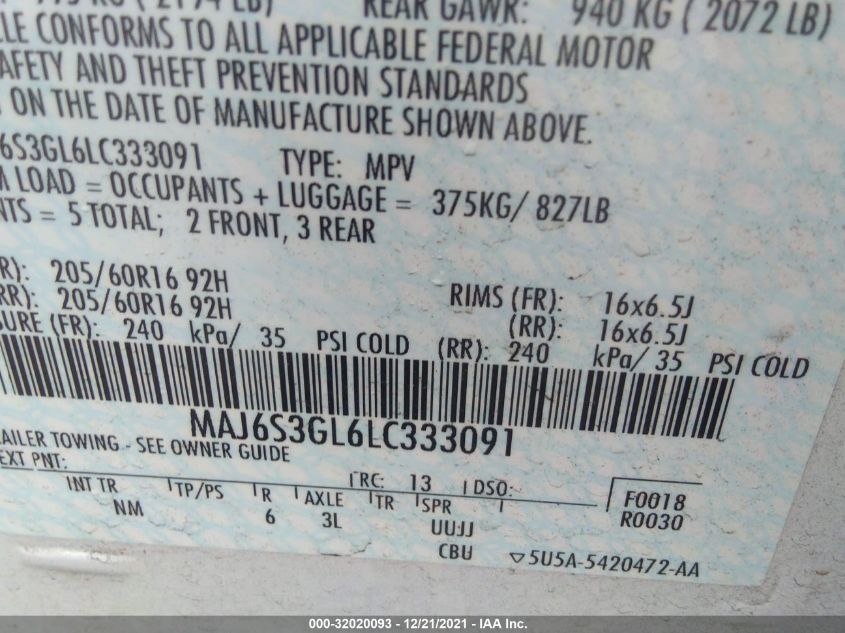 REAR GAWR: 940 KG ( 2072 LB)
CONFORMS TO ALL APPLICABLE FEDERAL MOTOR
AFETY AND THEFT PREVENTION STANDARDS
ON THE DATE OF MANUFACTURE SHOWN ABOVE.
6S3GL6LC333091 TYPE: MPV
LOAD = OCCUPANTS + LUGGAGE = 375KG/ 827LB
NTS = 5 TOTAL; 2 FRONT, 3 REAR
R): 205/60R16 92H RIMS (FR): 16x6.5J
RR): 205/60R16 92H (RR): 16x6.5J
SURE (FR): 240 kPa/ 35 PSI COLD (RR): 240 kPa/ 35 PSI COLD
MAJ6S3GL6LC333091
AILER TOWING - SEE OWNER GUIDE
EXT PNT: RC: 13 DSO:
INT TR TP/PS R AXLE TR SPR F0018
NM 6 3L UUJJ R0030
CBU 5U5A-5420472-AA
000-32020093 - 12/21/2021 - IAA Inc.